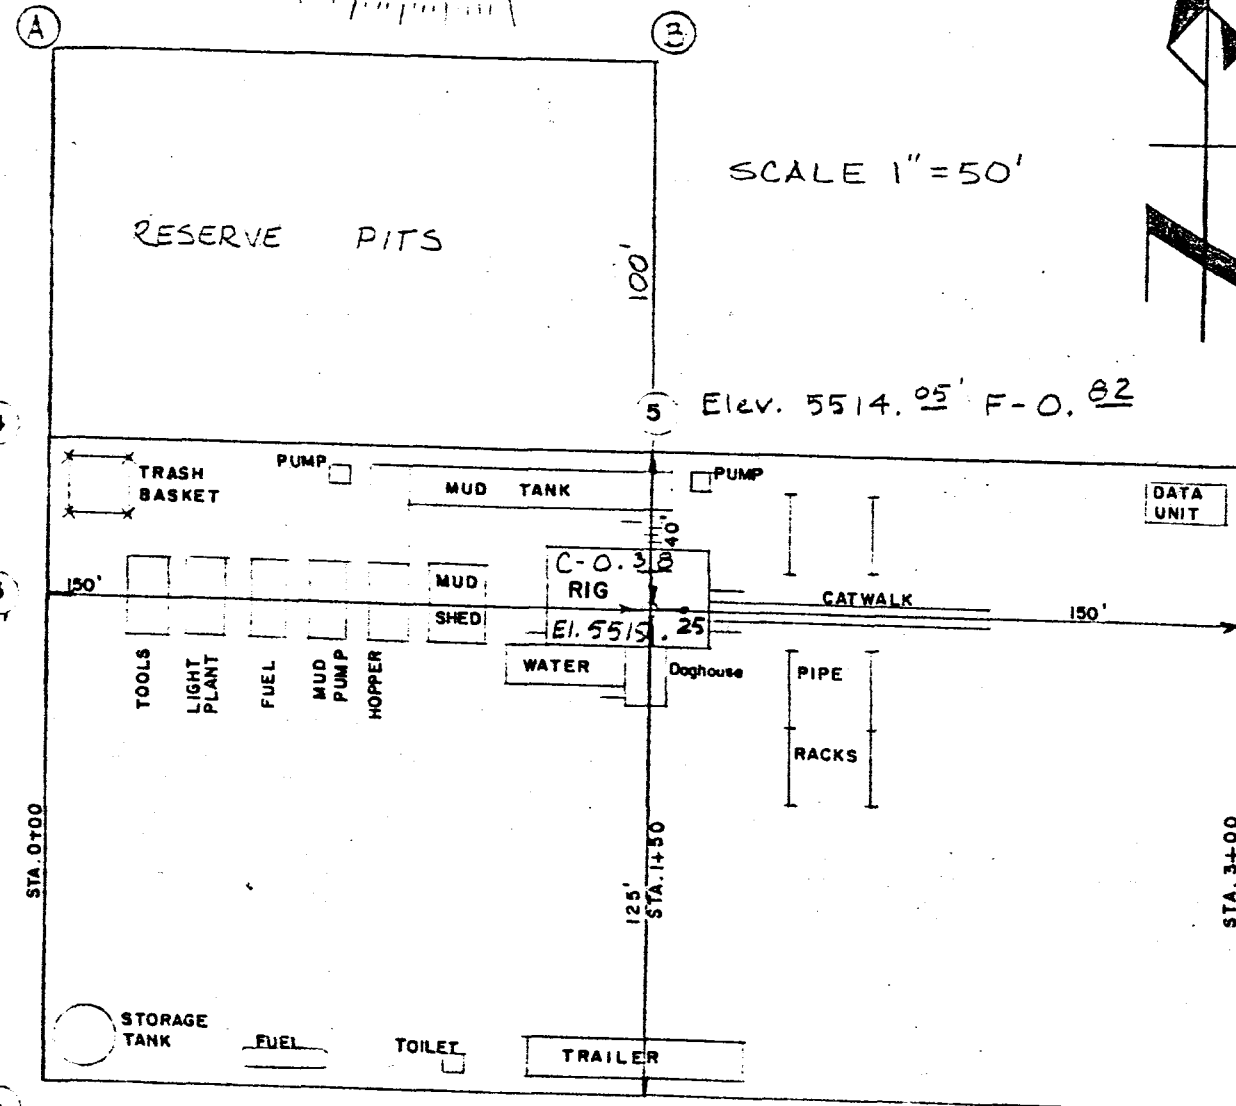 A
B
SCALE 1"=50'
RESERVE PITS
100'
5
Elev. 5514.05' F-0.82
TRASH
BASKET
PUMP
MUD TANK
PUMP
DATA
UNIT
40'
C-0.38
RIG
El. 5515.25
150'
MUD
SHED
CATWALK
150'
TOOLS
LIGHT
PLANT
FUEL
MUD
PUMP
HOPPER
WATER
Doghouse
PIPE
RACKS
STA. 0+00
125'
STA. 1+50
STA. 3+00
STORAGE
TANK
FUEL
TOILET
TRAILER